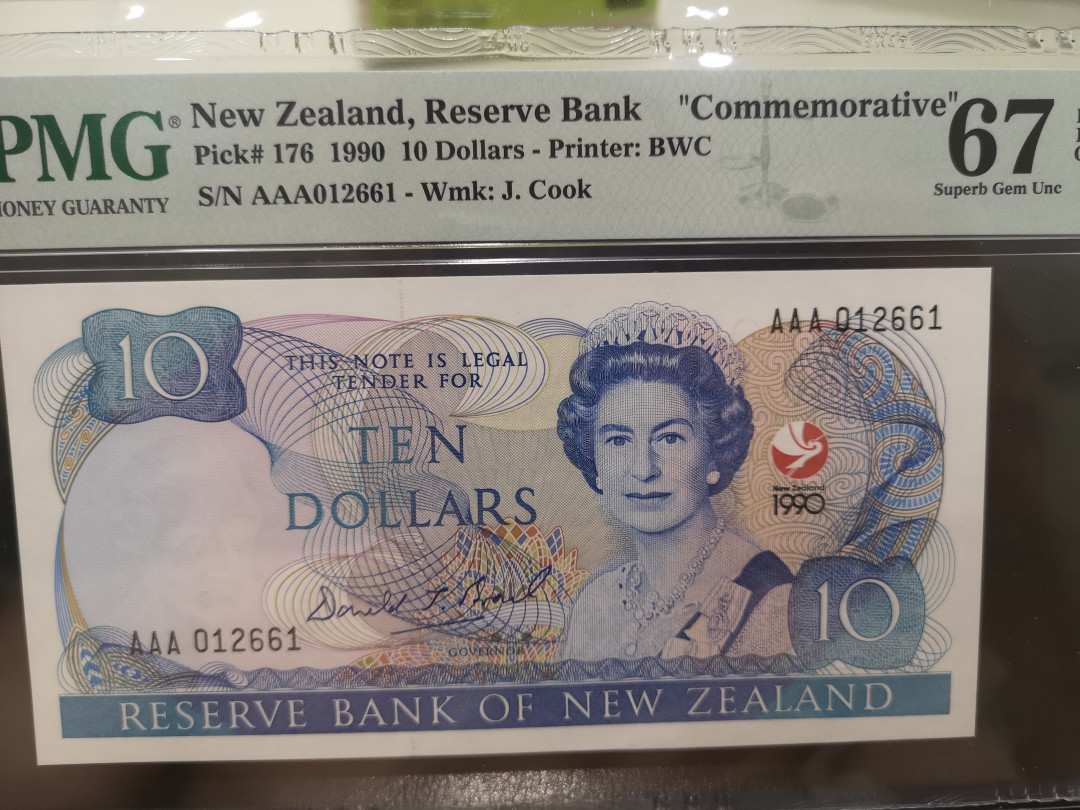 PMG®
MONEY GUARANTY
New Zealand, Reserve Bank "Commemorative"
Pick# 176 1990 10 Dollars - Printer: BWC
S/N AAA012661 - Wmk: J. Cook
67
Superb Gem Unc
10
AAA 012661
THIS NOTE IS LEGAL
TENDER FOR
TEN
DOLLARS
New Zealand
1990
Donald T. Brash
GOVERNOR
AAA 012661
10
RESERVE BANK OF NEW ZEALAND